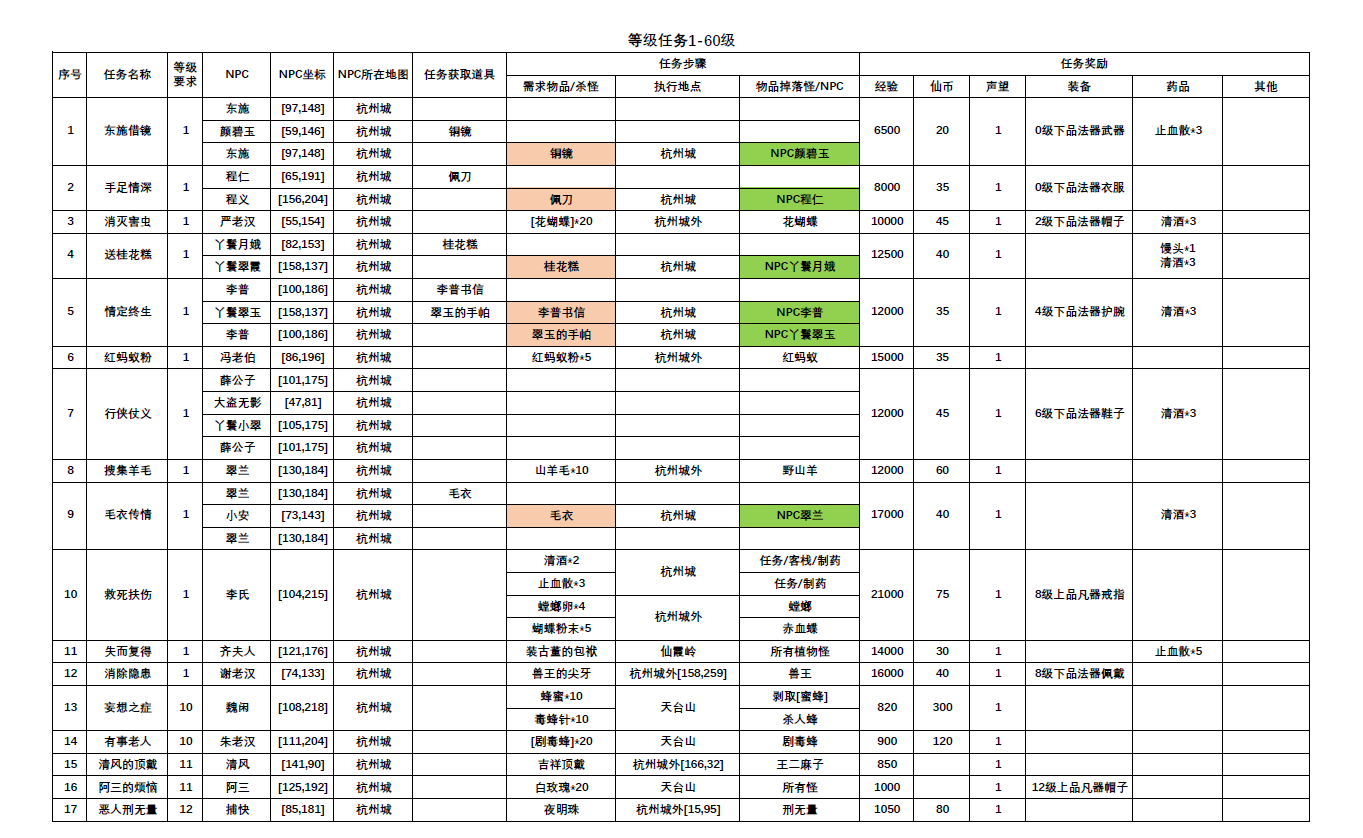 等级任务1-60级
序号 任务名称 等级要求 NPC NPC坐标 NPC所在地图 任务获取道具 任务步骤 任务奖励
需求物品/杀怪 执行地点 物品掉落怪/NPC 经验 仙币 声望 装备 药品 其他
东施 [97,148] 杭州城
1 东施借镜 1 颜碧玉 [59,146] 杭州城 铜镜 6500 20 1 0级下品法器武器 止血散*3
东施 [97,148] 杭州城 铜镜 杭州城 NPC颜碧玉
2 手足情深 1 程仁 [65,191] 杭州城 佩刀 8000 35 1 0级下品法器衣服
程义 [156,204] 杭州城 佩刀 杭州城 NPC程仁
3 消灭害虫 1 严老汉 [55,154] 杭州城 [花蝴蝶]*20 杭州城外 花蝴蝶 10000 45 1 2级下品法器帽子 清酒*3
4 送桂花糕 1 丫鬟月娥 [82,153] 杭州城 桂花糕 12500 40 1 馒头*1
丫鬟翠霞 [158,137] 杭州城 桂花糕 杭州城 NPC丫鬟月娥 清酒*3
李普 [100,186] 杭州城 李普书信
5 情定终生 1 丫鬟翠玉 [158,137] 杭州城 翠玉的手帕 李普书信 杭州城 NPC李普 12000 35 1 4级下品法器护腕 清酒*3
李普 [100,186] 杭州城 翠玉的手帕 杭州城 NPC丫鬟翠玉
6 红蚂蚁粉 1 冯老伯 [86,196] 杭州城 红蚂蚁粉*5 杭州城外 红蚂蚁 15000 35 1
薛公子 [101,175] 杭州城
7 行侠仗义 1 大盗无影 [47,81] 杭州城 12000 45 1 6级下品法器鞋子 清酒*3
丫鬟小翠 [105,175] 杭州城
薛公子 [101,175] 杭州城
8 搜集羊毛 1 翠兰 [130,184] 杭州城 山羊毛*10 杭州城外 野山羊 12000 60 1
翠兰 [130,184] 杭州城 毛衣
9 毛衣传情 1 小安 [73,143] 杭州城 毛衣 杭州城 NPC翠兰 17000 40 1 清酒*3
翠兰 [130,184] 杭州城
10 救死扶伤 1 李氏 [104,215] 杭州城 清酒*2 杭州城 任务/客栈/制药 21000 75 1 8级上品凡器戒指
止血散*3 任务/制药
螳螂卵*4 杭州城外 螳螂
蝴蝶粉末*5 赤血蝶
11 失而复得 1 齐夫人 [121,176] 杭州城 装古董的包袱 仙霞岭 所有植物怪 14000 30 1 止血散*5
12 消除隐患 1 谢老汉 [74,133] 杭州城 兽王的尖牙 杭州城外[158,259] 兽王 16000 40 1 8级下品法器佩戴
13 妄想之症 10 魏闲 [108,218] 杭州城 蜂蜜*10 天台山 剥取[蜜蜂] 820 300 1
毒蜂针*10 杀人蜂
14 有事老人 10 朱老汉 [111,204] 杭州城 [剧毒蜂]*20 天台山 剧毒蜂 900 120 1
15 清风的顶戴 11 清风 [141,90] 杭州城 吉祥顶戴 杭州城外[166,32] 王二麻子 850 1
16 阿三的烦恼 11 阿三 [125,192] 杭州城 白玫瑰*20 天台山 所有怪 1000 1 12级上品凡器帽子
17 恶人刑无量 12 捕快 [85,181] 杭州城 夜明珠 杭州城外[15,95] 刑无量 1050 80 1